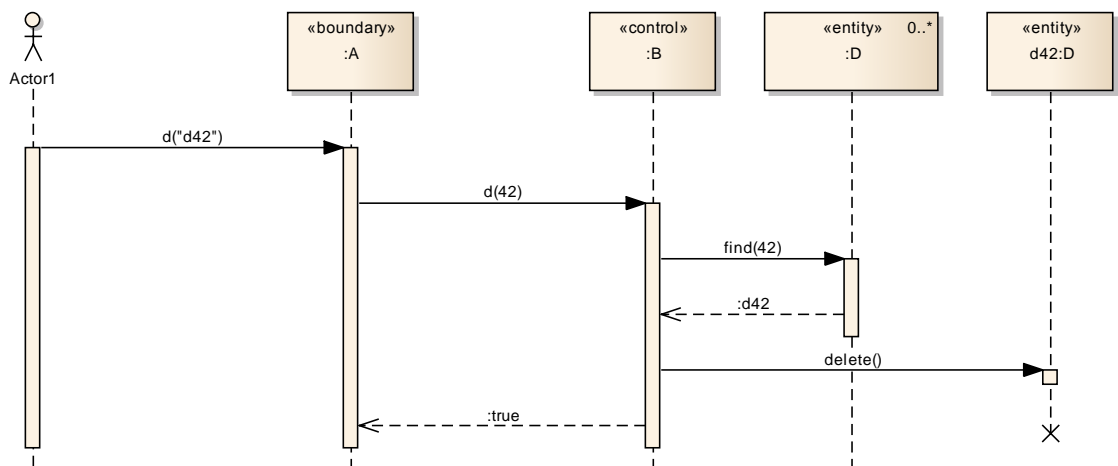 «boundary»
:A
«control»
:B
«entity» 0..*
:D
«entity»
d42:D
Actor1
d("d42")
d(42)
find(42)
:d42
delete()
:true